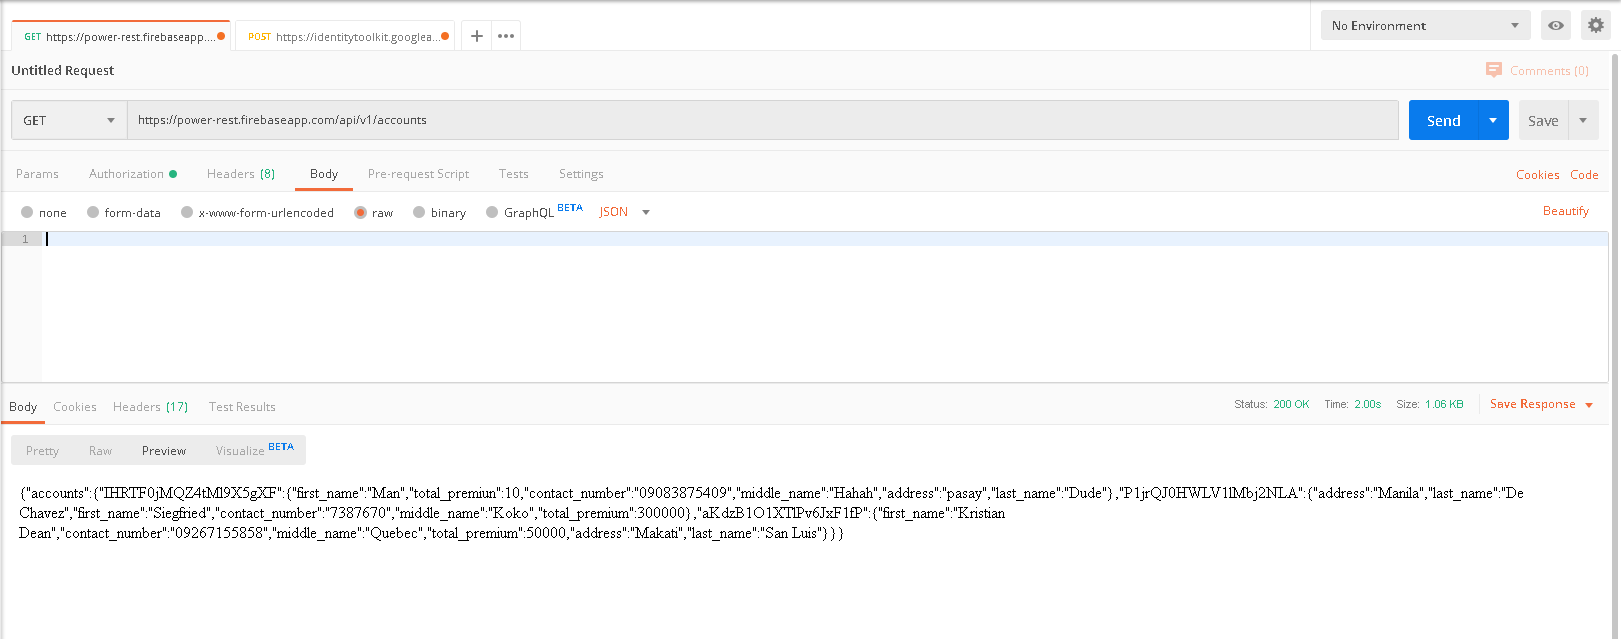 GET https://power-rest.firebaseapp.... POST https://identitytoolkit.googlea... + ••• No Environment
Untitled Request Comments (0)
GET https://power-rest.firebaseapp.com/api/v1/accounts Send Save
Params Authorization Headers (8) Body Pre-request Script Tests Settings Cookies Code
none form-data x-www-form-urlencoded raw binary GraphQL BETA JSON Beautify
1
Body Cookies Headers (17) Test Results Status: 200 OK Time: 2.00s Size: 1.06 KB Save Response
Pretty Raw Preview Visualize BETA
{"accounts":{"IHRTF0jMQZ4tMl9X5gXF":{"first_name":"Man","total_premiun":10,"contact_number":"09083875409","middle_name":"Hahah","address":"pasay","last_name":"Dude"},"P1jrQJ0HWLV1lMbj2NLA":{"address":"Manila","last_name":"De
Chavez","first_name":"Siegfried","contact_number":"7387670","middle_name":"Koko","total_premium":300000},"aKdzB1O1XTlPv6JxF1fP":{"first_name":"Kristian
Dean","contact_number":"09267155858","middle_name":"Quebec","total_premium":50000,"address":"Makati","last_name":"San Luis"}}}